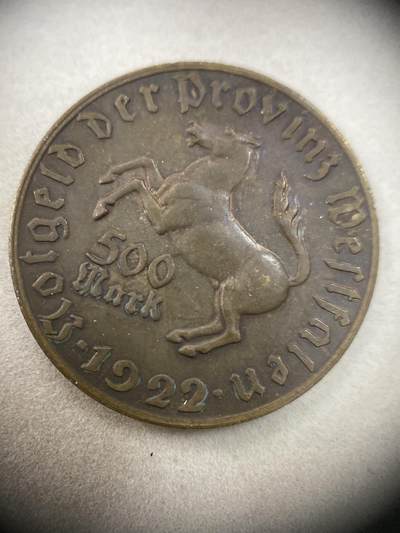 Notgeld der Provinz Westfalen
500
Mark
·1922·